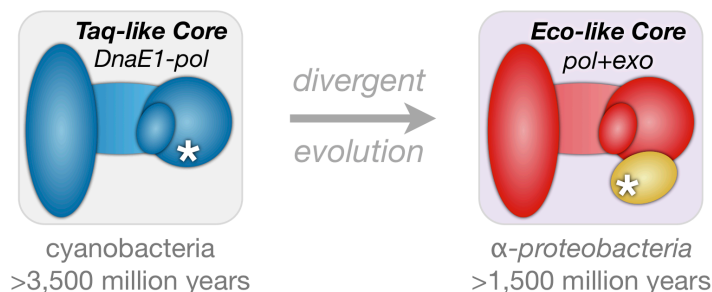 Taq-like Core
DnaE1-pol
*
cyanobacteria
>3,500 million years
divergent
evolution
Eco-like Core
pol+exo
*
α-proteobacteria
>1,500 million years